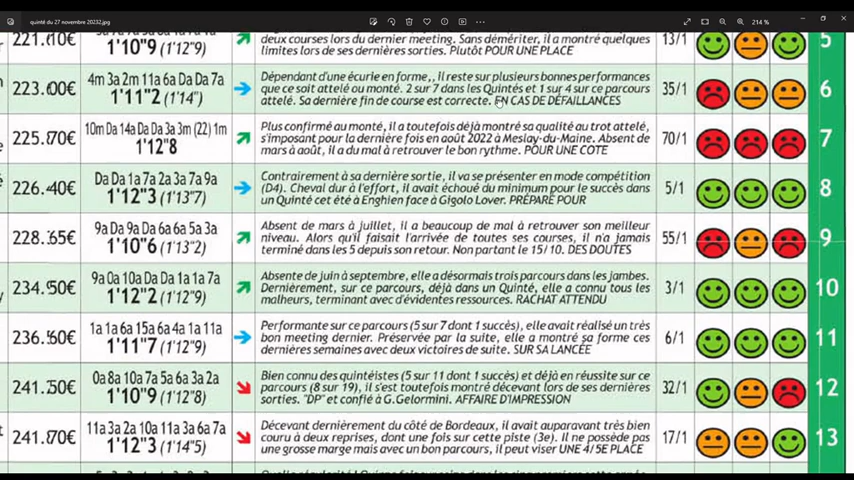 quinté du 27 novembre 20232.jpg
214 %
221.610€
1'10"9 (1'12"9)
deux courses lors du dernier meeting. Sans démériter, il a montré quelques
limites lors de ses dernières sorties. Plutôt POUR UNE PLACE
13/1
5
223.600€
4m 3a 2m 11a 6a Da Da 7a
1'11"2 (1'14")
Dépendant d'une écurie en forme,, il reste sur plusieurs bonnes performances
que ce soit attelé ou monté. 2 sur 7 dans les Quintés et 1 sur 4 sur ce parcours
attelé. Sa dernière fin de course est correcte. EN CAS DE DÉFAILLANCES
35/1
6
225.870€
10m Da 14a Da Da 3a 3m (22) 1m
1'12"8
Plus confirmé au monté, il a toutefois déjà montré sa qualité au trot attelé,
s'imposant pour la dernière fois en août 2022 à Meslay-du-Maine. Absent de
mars à août, il a du mal à retrouver le bon rythme. POUR UNE COTE
70/1
7
226.40€
Da Da 1a 7a 2a 3a 7a 9a
1'12"3 (1'13"7)
Contrairement à sa dernière sortie, il va se présenter en mode compétition
(D4). Cheval dur à l'effort, il avait échoué du minimum pour le succès dans
un Quinté cet été à Enghien face à Gigolo Lover. PRÉPARÉ POUR
5/1
8
228.165€
9a Da 9a Da 6a 6a 5a 3a
1'10"6 (1'13"2)
Absent de mars à juillet, il a beaucoup de mal à retrouver son meilleur
niveau. Alors qu'il faisait l'arrivée de toutes ses courses, il n'a jamais
terminé dans les 5 depuis son retour. Non partant le 15/10. DES DOUTES
55/1
9
234.950€
9a 0a 10a Da Da 1a 1a 7a
1'12"2 (1'12"9)
Absente de juin à septembre, elle a désormais trois parcours dans les jambes.
Dernièrement, sur ce parcours, déjà dans un Quinté, elle a connu tous les
malheurs, terminant avec d'évidentes ressources. RACHAT ATTENDU
3/1
10
236.560€
1a 1a 6a 15a 6a 4a 1a 11a
1'11"7 (1'12"9)
Performante sur ce parcours (5 sur 7 dont 1 succès), elle avait réalisé un très
bon meeting dernier. Préservée par la suite, elle a montré sa forme ces
dernières semaines avec deux victoires de suite. SUR SA LANCÉE
6/1
11
241.750€
0a 8a 10a 7a 5a 6a 3a 2a
1'10"9 (1'12"8)
Bien connu des quintéistes (5 sur 11 dont 1 succès) et déjà en réussite sur ce
parcours (8 sur 19), il s'est toutefois montré décevant lors de ses dernières
sorties. "DP" et confié à G.Gelormini. AFFAIRE D'IMPRESSION
32/1
12
241.870€
11a 3a 2a 10a 11a 3a 6a 7a
1'12"3 (1'14"5)
Décevant dernièrement du côté de Bordeaux, il avait auparavant très bien
couru à deux reprises, dont une fois sur cette piste (3e). Il ne possède pas
une grosse marge mais avec un bon parcours, il peut viser UNE 4/5E PLACE
17/1
13